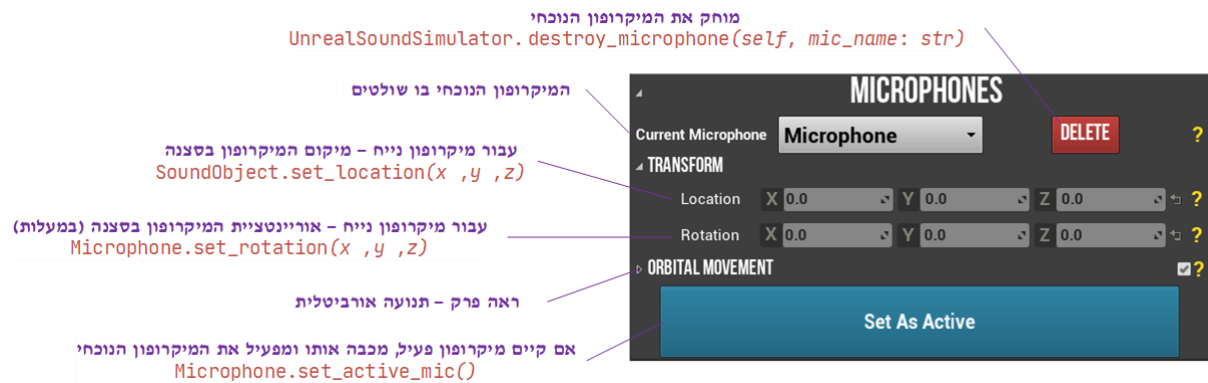 מוחק את המיקרופון הנוכחי
UnrealSoundSimulator.destroy_microphone(self, mic_name: str)
המיקרופון הנוכחי בו שולטים
עבור מיקרופון נייח – מיקום המיקרופון בסצנה
SoundObject.set_location(x ,y ,z)
עבור מיקרופון נייח – אוריינטציית המיקרופון בסצנה (במעלות)
Microphone.set_rotation(x ,y ,z)
ראה פרק – תנועה אורביטלית
אם קיים מיקרופון פעיל, מכבה אותו ומפעיל את המיקרופון הנוכחי
Microphone.set_active_mic()
MICROPHONES
Current Microphone Microphone DELETE ?
TRANSFORM
Location X 0.0 Y 0.0 Z 0.0 ?
Rotation X 0.0 Y 0.0 Z 0.0 ?
ORBITAL MOVEMENT ?
Set As Active